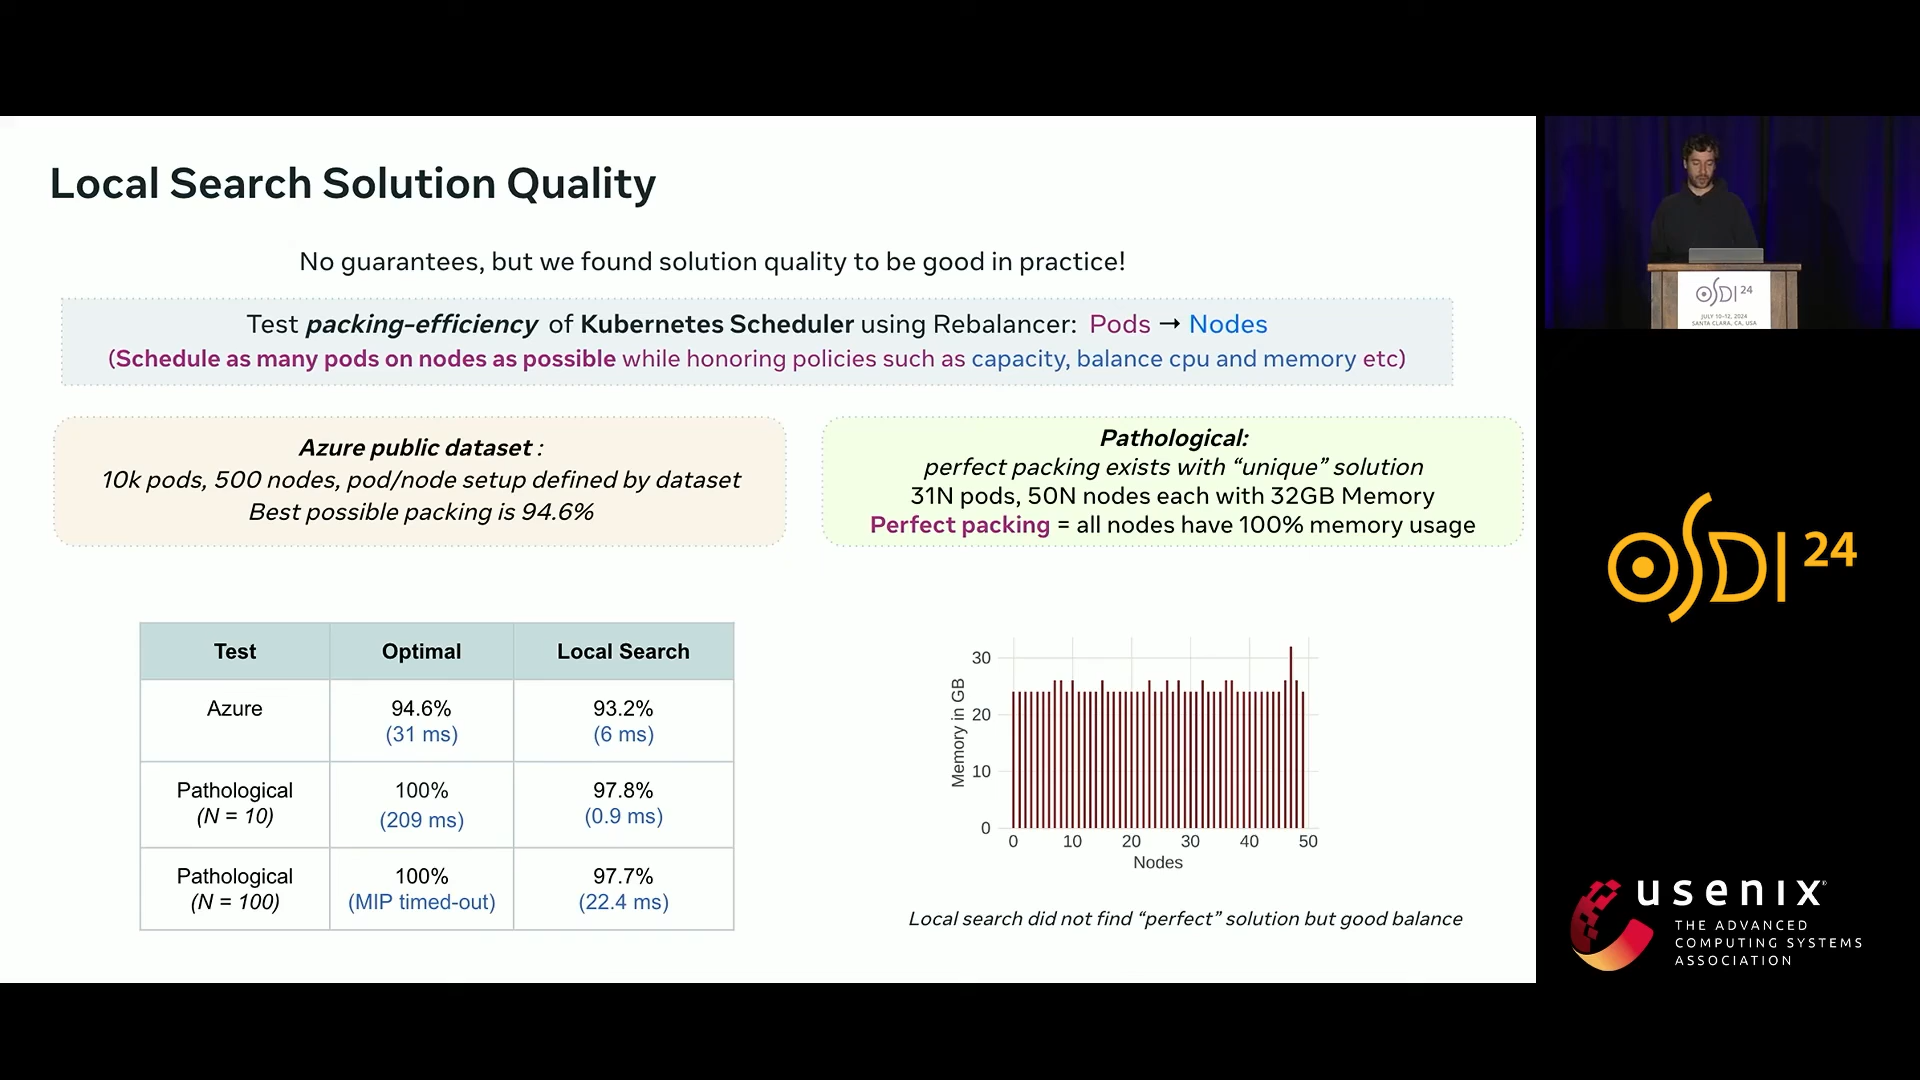 Local Search Solution Quality
No guarantees, but we found solution quality to be good in practice!
Test packing-efficiency of Kubernetes Scheduler using Rebalancer: Pods → Nodes
(Schedule as many pods on nodes as possible while honoring policies such as capacity, balance cpu and memory etc)
Azure public dataset :
10k pods, 500 nodes, pod/node setup defined by dataset
Best possible packing is 94.6%
Pathological:
perfect packing exists with “unique” solution
31N pods, 50N nodes each with 32GB Memory
Perfect packing = all nodes have 100% memory usage
Test Optimal Local Search
Azure 94.6% 93.2%
(31 ms) (6 ms)
Pathological 100% 97.8%
(N = 10) (209 ms) (0.9 ms)
Pathological 100% 97.7%
(N = 100) (MIP timed-out) (22.4 ms)
Memory in GB
30
20
10
0
0 10 20 30 40 50
Nodes
Local search did not find “perfect” solution but good balance
OSDI 24
JULY 10–12, 2024
SANTA CLARA, CA, USA
OSDI 24
usenix®
THE ADVANCED
COMPUTING SYSTEMS
ASSOCIATION